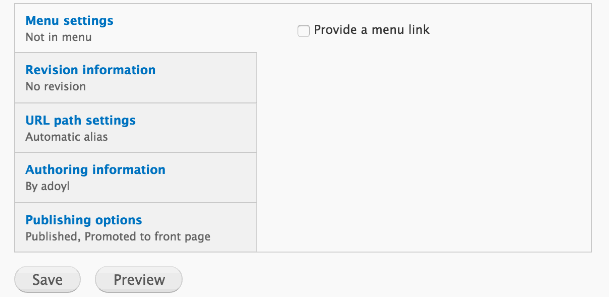 Menu settings
Not in menu
Provide a menu link
Revision information
No revision
URL path settings
Automatic alias
Authoring information
By adoyl
Publishing options
Published, Promoted to front page
Save
Preview